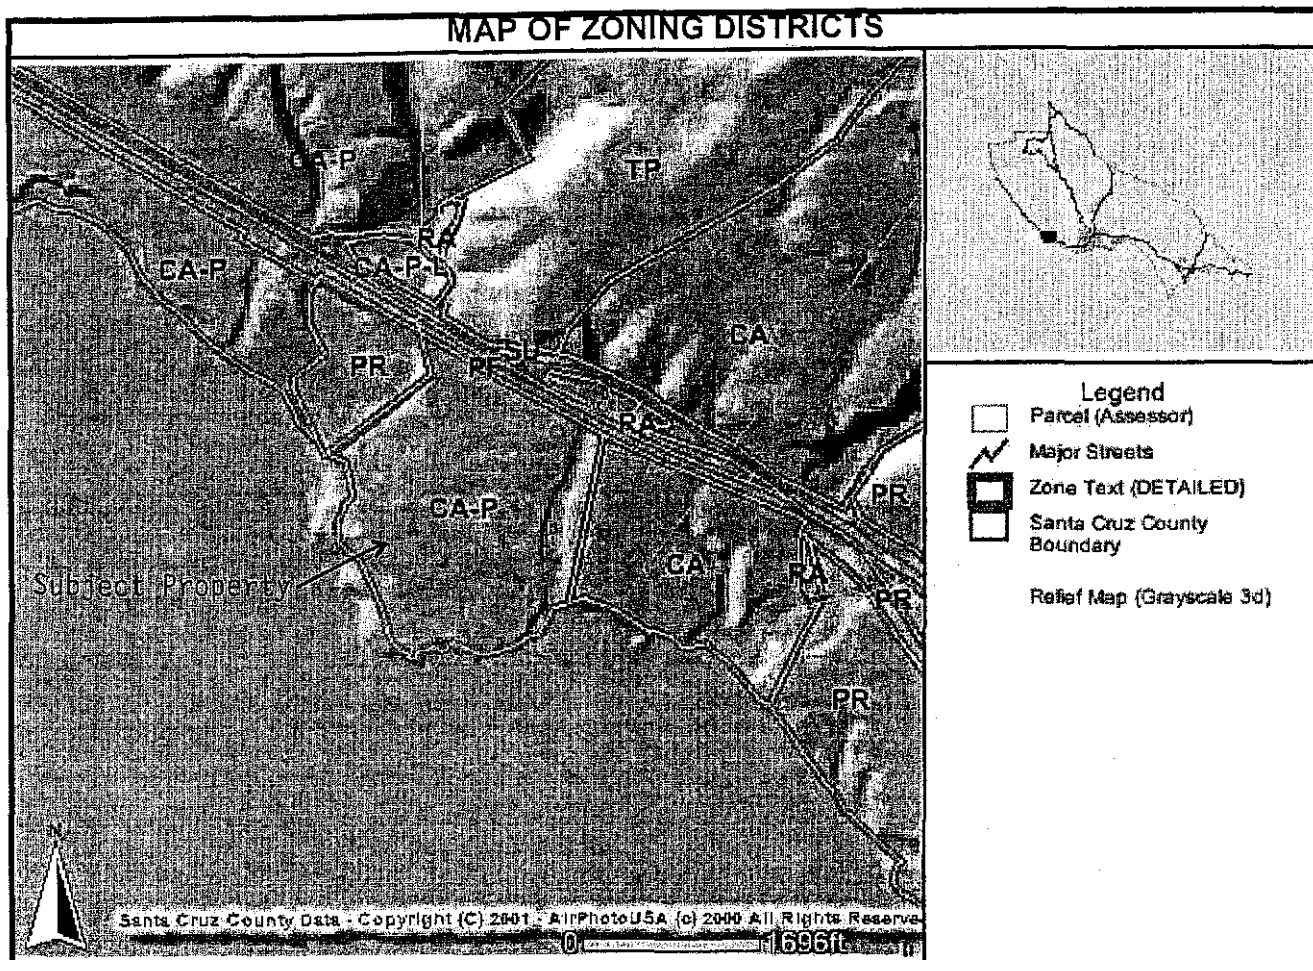 MAP OF ZONING DISTRICTS
CA-P
TP
RA
CA-P
CA-P-L
CA
SU
PR
PF
RA
PR
CA-P
CA
RA
PR
Subject Property
PR
N
Santa Cruz County Data - Copyright (C) 2001 - AirPhotoUSA (c) 2000 All Rights Reserve
0 1696ft
Legend
Parcel (Assessor)
Major Streets
Zone Text (DETAILED)
Santa Cruz County
Boundary
Relief Map (Grayscale 3d)